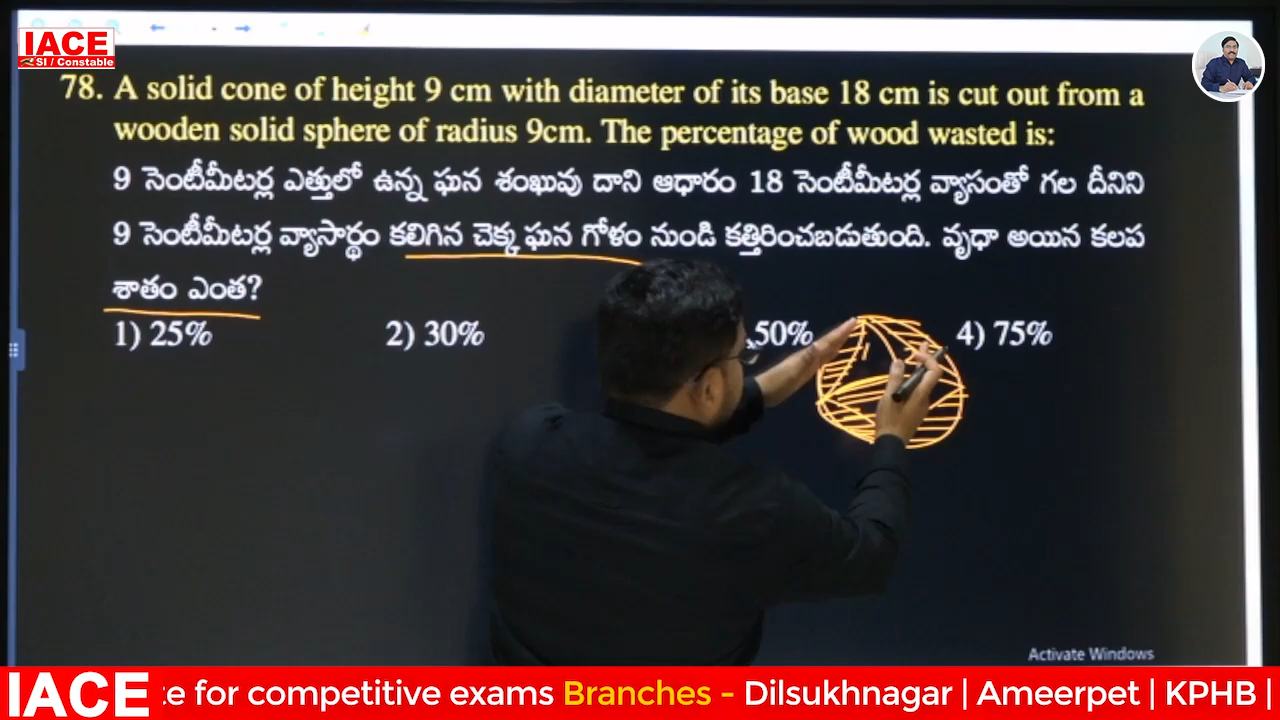 IACE
SI / Constable
78. A solid cone of height 9 cm with diameter of its base 18 cm is cut out from a
wooden solid sphere of radius 9cm. The percentage of wood wasted is:
9 సెంటీమీటర్ల ఎత్తులో ఉన్న ఘన శంఖువు దాని ఆధారం 18 సెంటీమీటర్ల వ్యాసంతో గల దీనిని
9 సెంటీమీటర్ల వ్యాసార్థం కలిగిన చెక్క ఘన గోళం నుండి కత్తిరించబడుతుంది. వృధా అయిన కలప
శాతం ఎంత?
1) 25% 2) 30% 50% 4) 75%
Activate Windows
IACE for competitive exams Branches - Dilsukhnagar | Ameerpet | KPHB |